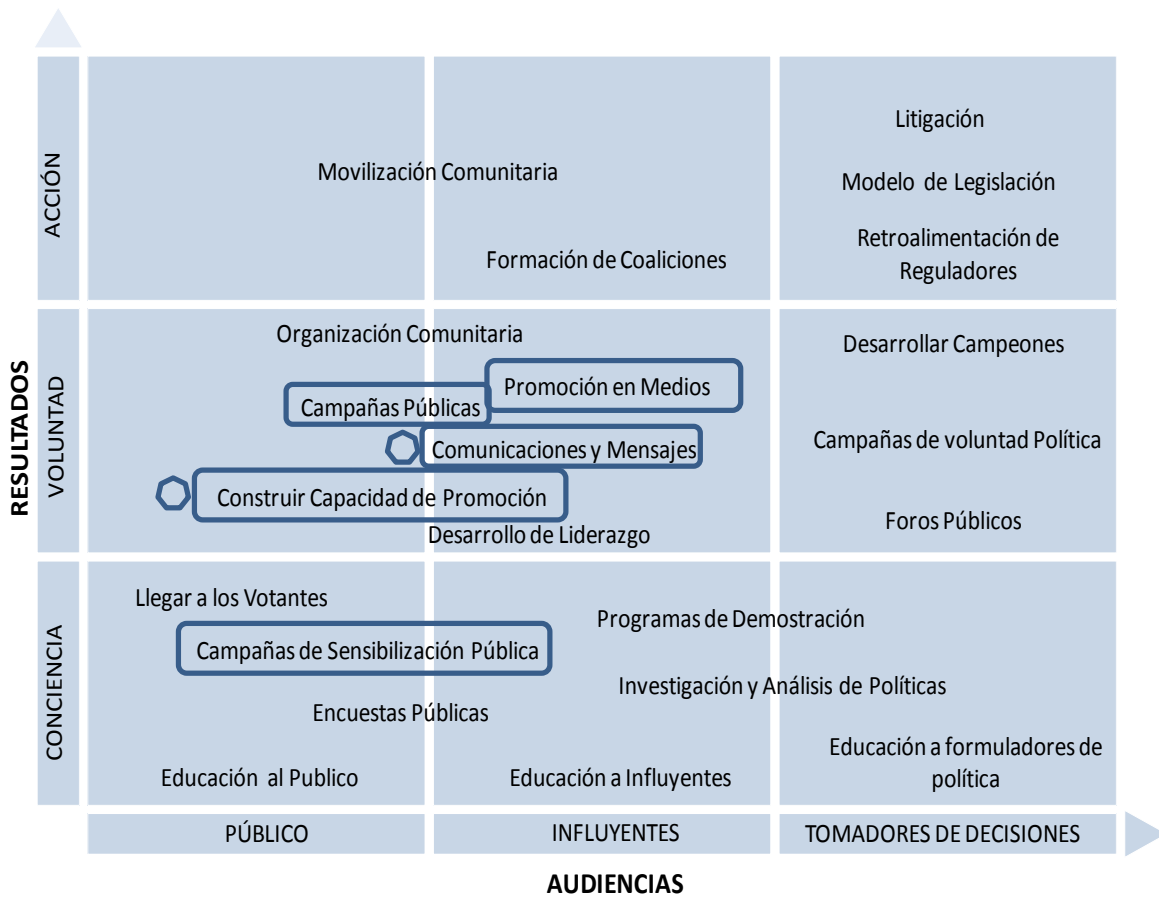 RESULTADOS
ACCIÓN
Movilización Comunitaria
Formación de Coaliciones
Litigación
Modelo de Legislación
Retroalimentación de
Reguladores
VOLUNTAD
Organización Comunitaria
Promoción en Medios
Campañas Públicas
Comunicaciones y Mensajes
Construir Capacidad de Promoción
Desarrollo de Liderazgo
Desarrollar Campeones
Campañas de voluntad Política
Foros Públicos
CONCIENCIA
Llegar a los Votantes
Campañas de Sensibilización Pública
Encuestas Públicas
Educación al Publico
Programas de Demostración
Investigación y Análisis de Políticas
Educación a Influyentes
Educación a formuladores de
política
PÚBLICO
INFLUYENTES
TOMADORES DE DECISIONES
AUDIENCIAS